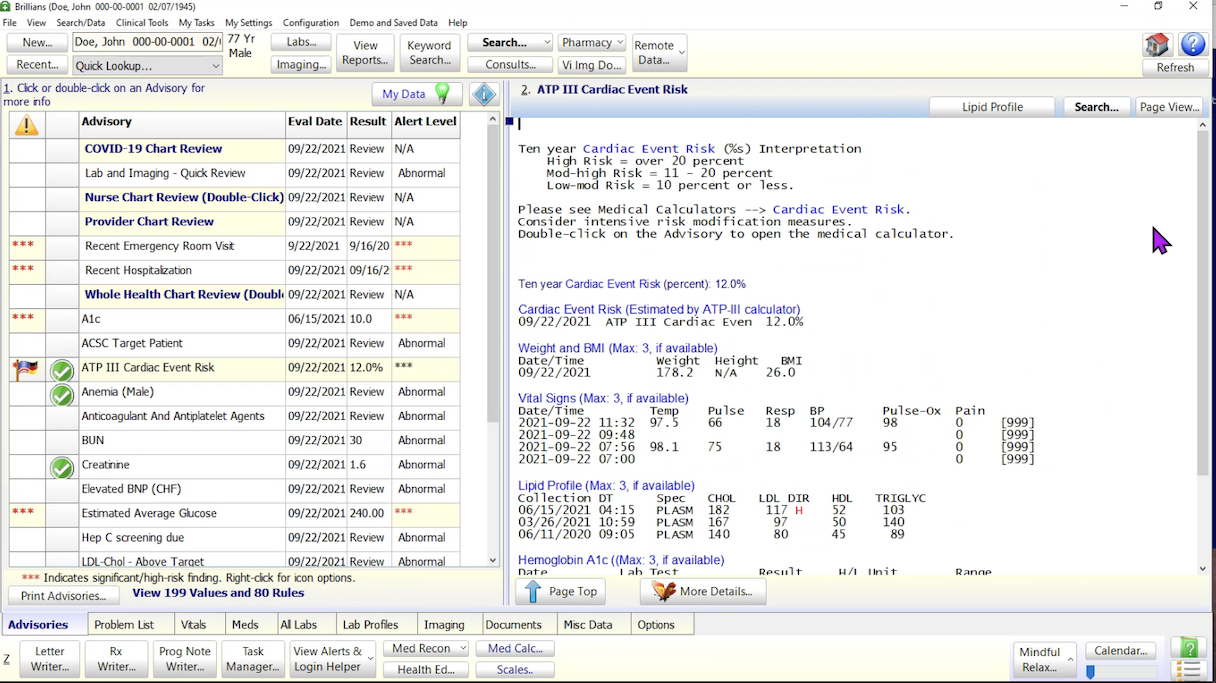 Brillians (Doe, John 000-00-0001 02/07/1945)
File View Search/Data Clinical Tools My Tasks My Settings Configuration Demo and Saved Data Help
New... Doe, John 000-00-0001 02/ 77 Yr Male Labs... View Reports... Keyword Search... Search... Pharmacy Remote Data...
Recent... Quick Lookup... Imaging... Consults... Vi Img Do... Refresh
1. Click or double-click on an Advisory for
more info
My Data
Advisory Eval Date Result Alert Level
COVID-19 Chart Review 09/22/2021 Review N/A
Lab and Imaging - Quick Review 09/22/2021 Review Abnormal
Nurse Chart Review (Double-Click) 09/22/2021 Review N/A
Provider Chart Review 09/22/2021 Review N/A
*** Recent Emergency Room Visit 9/22/2021 9/16/20 ***
*** Recent Hospitalization 09/22/2021 09/16/2 ***
Whole Health Chart Review (Doubl 09/22/2021 Review N/A
*** A1c 06/15/2021 10.0 ***
ACSC Target Patient 09/22/2021 Review Abnormal
ATP III Cardiac Event Risk 09/22/2021 12.0% ***
Anemia (Male) 09/22/2021 Review Abnormal
Anticoagulant And Antiplatelet Agents 09/22/2021 Review Abnormal
BUN 09/22/2021 30 Abnormal
Creatinine 09/22/2021 1.6 Abnormal
Elevated BNP (CHF) 09/22/2021 Review Abnormal
*** Estimated Average Glucose 09/22/2021 240.00 ***
Hep C screening due 09/22/2021 Review Abnormal
LDL-Chol - Above Target 09/22/2021 Review Abnormal
*** Indicates significant/high-risk finding. Right-click for icon options.
Print Advisories... View 199 Values and 80 Rules
2. ATP III Cardiac Event Risk
Lipid Profile Search... Page View...
Ten year Cardiac Event Risk (%s) Interpretation
High Risk = over 20 percent
Mod-high Risk = 11 - 20 percent
Low-mod Risk = 10 percent or less.
Please see Medical Calculators --> Cardiac Event Risk.
Consider intensive risk modification measures.
Double-click on the Advisory to open the medical calculator.
Ten year Cardiac Event Risk (percent): 12.0%
Cardiac Event Risk (Estimated by ATP-III calculator)
09/22/2021 ATP III Cardiac Even 12.0%
Weight and BMI (Max: 3, if available)
Date/Time Weight Height BMI
09/22/2021 178.2 N/A 26.0
Vital Signs (Max: 3, if available)
Date/Time Temp Pulse Resp BP Pulse-Ox Pain
2021-09-22 11:32 97.5 66 18 104/77 98 0 [999]
2021-09-22 09:48 0 [999]
2021-09-22 07:56 98.1 75 18 113/64 95 0 [999]
2021-09-22 07:00 0 [999]
Lipid Profile (Max: 3, if available)
Collection DT Spec CHOL LDL DIR HDL TRIGLYC
06/15/2021 04:15 PLASM 182 117 H 52 103
03/26/2021 10:59 PLASM 167 97 50 140
06/11/2020 09:05 PLASM 140 80 45 89
Hemoglobin A1c ((Max: 3, if available)
Date Lab Test Result H/L Unit Range
Page Top More Details...
Advisories Problem List Vitals Meds All Labs Lab Profiles Imaging Documents Misc Data Options
Z Letter Writer... Rx Writer... Prog Note Writer... Task Manager... View Alerts & Login Helper Med Recon Med Calc... Mindful Relax... Calendar...
Health Ed... Scales..